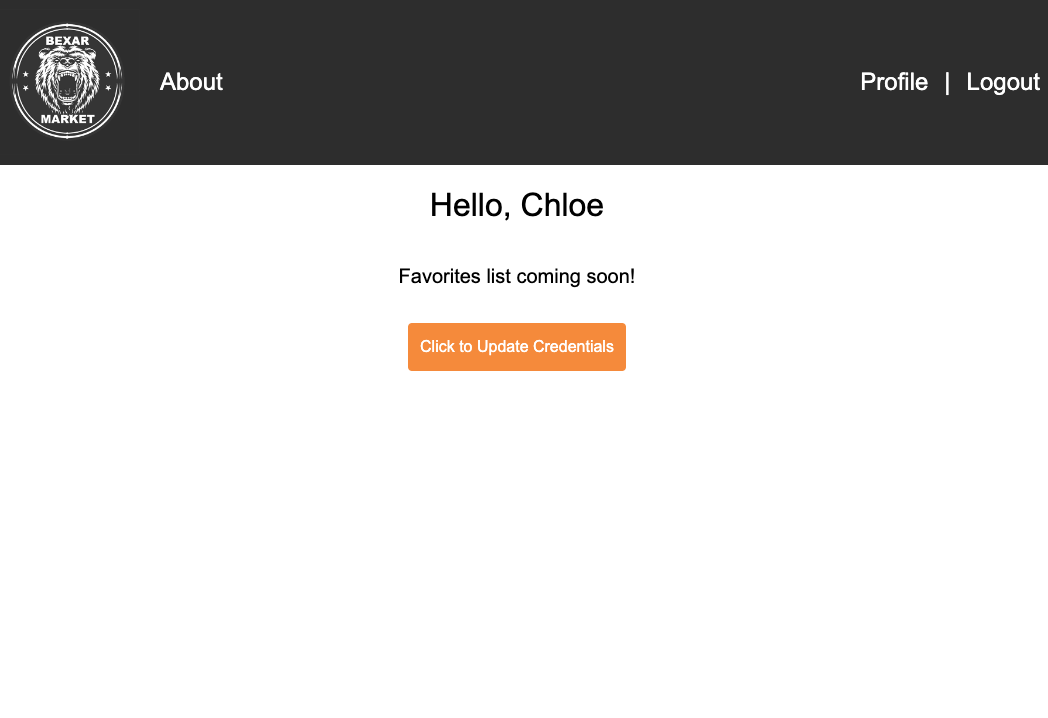 BEXAR
MARKET
About
Profile | Logout
Hello, Chloe
Favorites list coming soon!
Click to Update Credentials